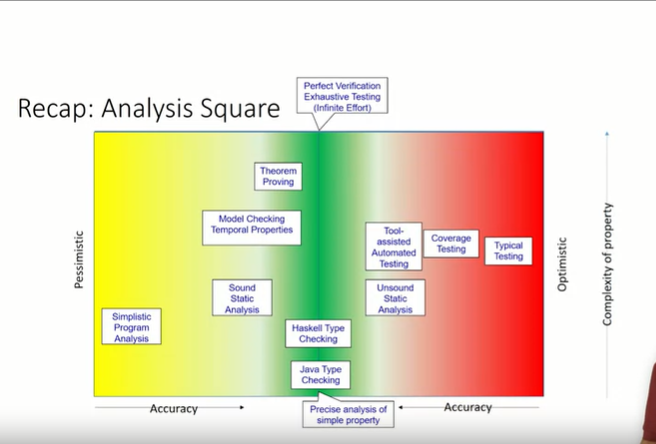 Perfect Verification
Exhaustive Testing
(Infinite Effort)
Recap: Analysis Square
Theorem
Proving
Model Checking
Temporal Properties
Tool-
assisted
Automated
Testing
Coverage
Testing
Typical
Testing
Pessimistic
Optimistic
Complexity of property
Sound
Static
Analysis
Unsound
Static
Analysis
Simplistic
Program
Analysis
Haskell Type
Checking
Java Type
Checking
Accuracy
Precise analysis of
simple property
Accuracy